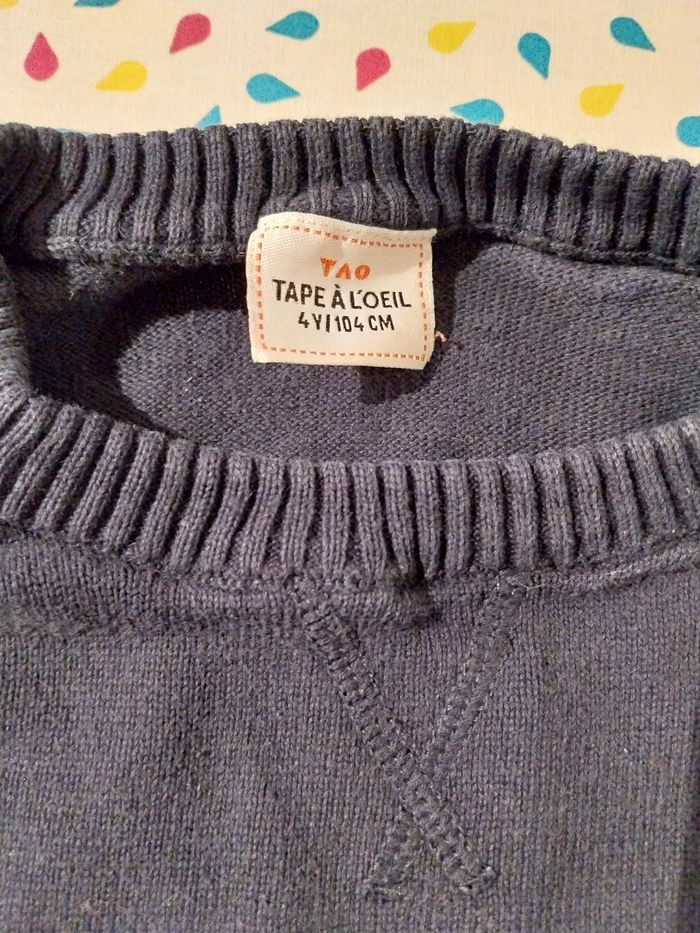 TAO
TAPE À L'OEIL
4Y/104 CM